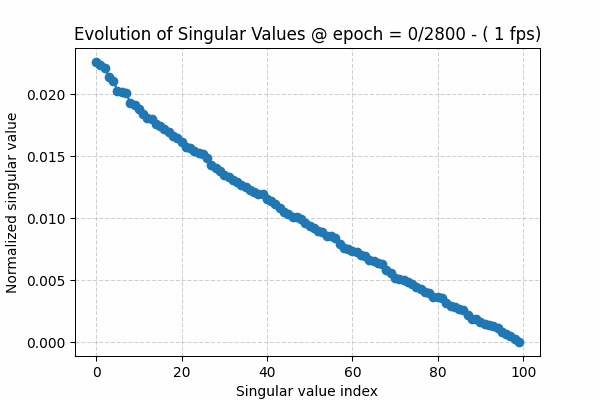 Evolution of Singular Values @ epoch = 0/2800 - ( 1 fps)
Normalized singular value
0.020
0.015
0.010
0.005
0.000
0 20 40 60 80 100
Singular value index